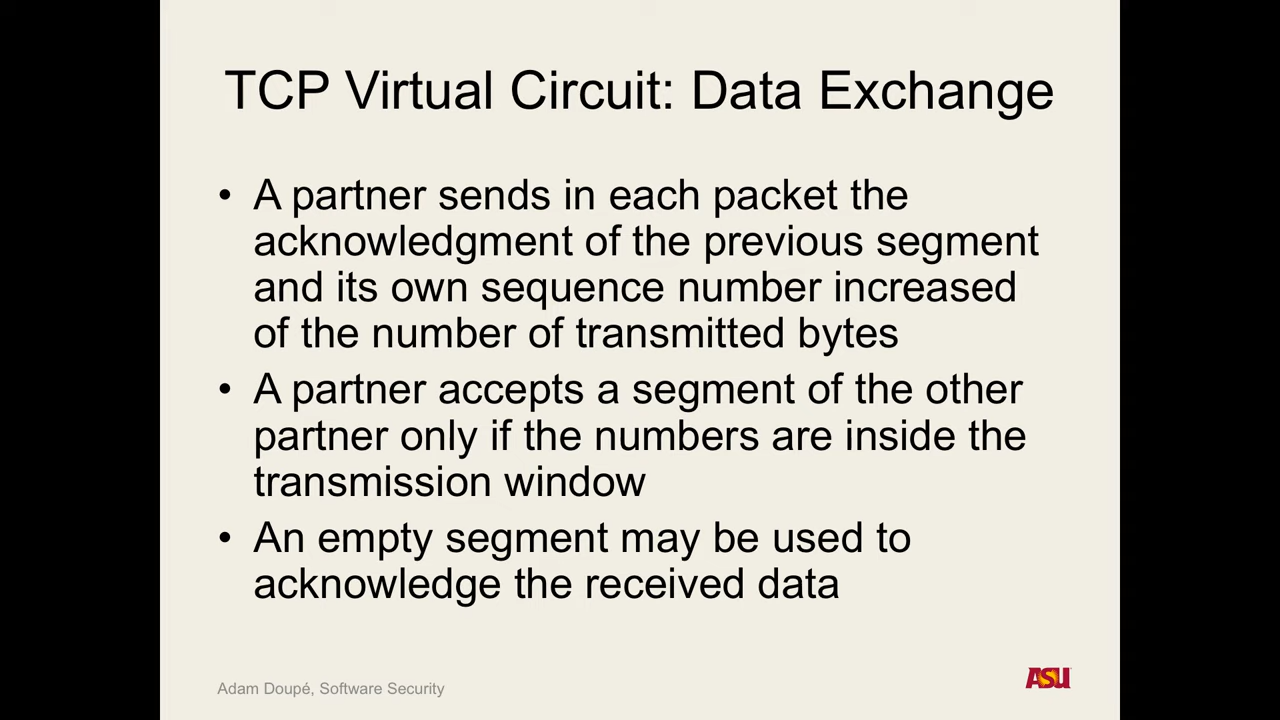 TCP Virtual Circuit: Data Exchange
• A partner sends in each packet the
acknowledgment of the previous segment
and its own sequence number increased
of the number of transmitted bytes
• A partner accepts a segment of the other
partner only if the numbers are inside the
transmission window
• An empty segment may be used to
acknowledge the received data
Adam Doupé, Software Security
ASU